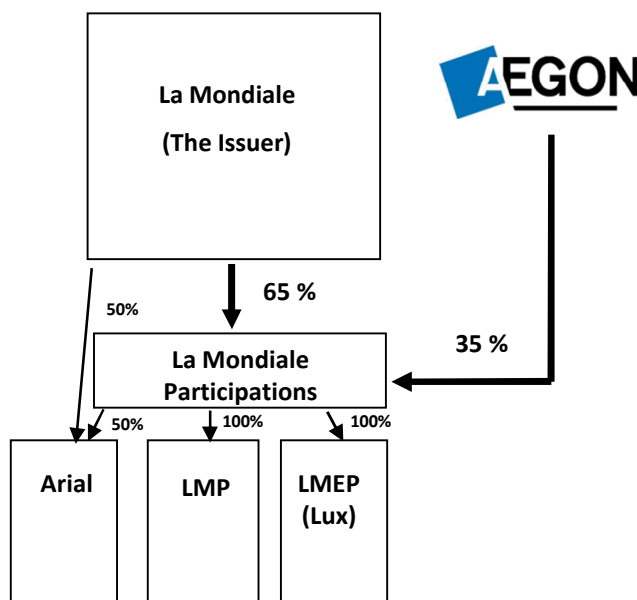 La Mondiale
(The Issuer)
AEGON
65 %
50%
35 %
La Mondiale
Participations
50%
100%
100%
Arial
LMP
LMEP
(Lux)